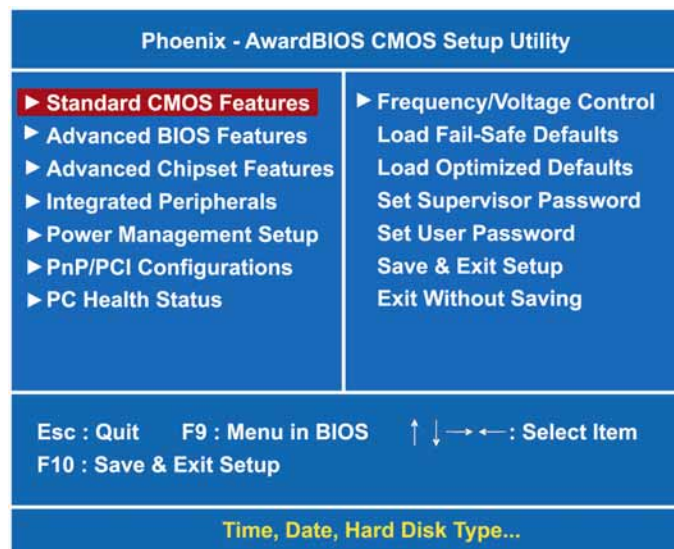 Phoenix - AwardBIOS CMOS Setup Utility
▶ Standard CMOS Features
▶ Advanced BIOS Features
▶ Advanced Chipset Features
▶ Integrated Peripherals
▶ Power Management Setup
▶ PnP/PCI Configurations
▶ PC Health Status
▶ Frequency/Voltage Control
Load Fail-Safe Defaults
Load Optimized Defaults
Set Supervisor Password
Set User Password
Save & Exit Setup
Exit Without Saving
Esc : Quit F9 : Menu in BIOS ↑ ↓ → ← : Select Item
F10 : Save & Exit Setup
Time, Date, Hard Disk Type...